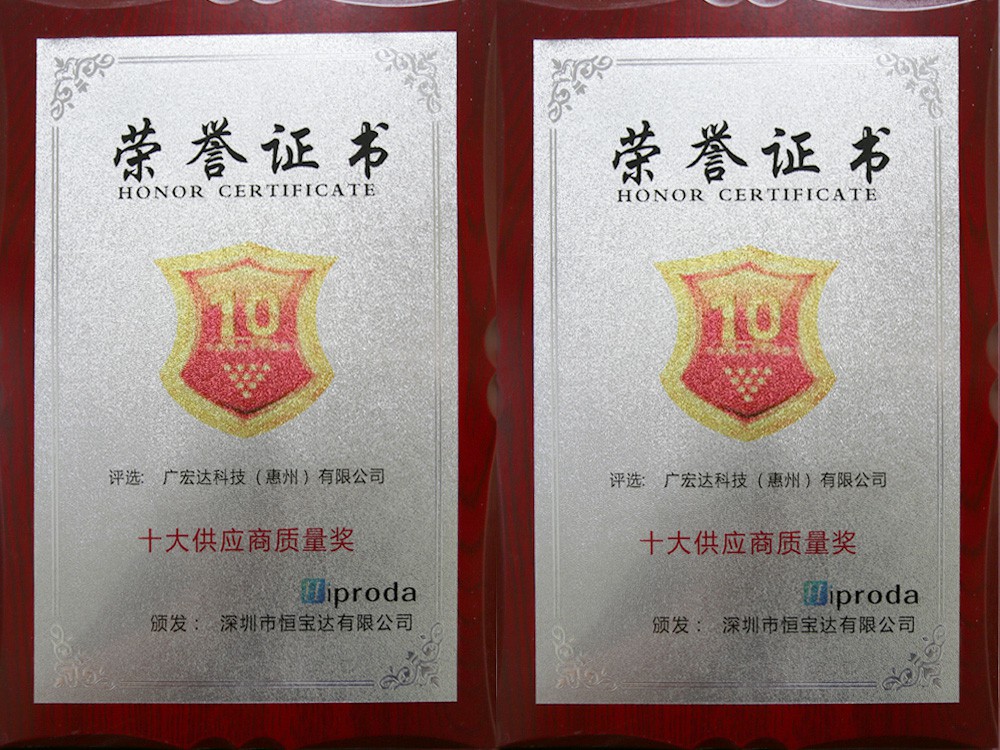 荣誉证书
HONOR CERTIFICATE
10
评选: 广宏达科技（惠州）有限公司
十大供应商质量奖
Hiproda
颁发： 深圳市恒宝达有限公司
荣誉证书
HONOR CERTIFICATE
10
评选: 广宏达科技（惠州）有限公司
十大供应商质量奖
Hiproda
颁发： 深圳市恒宝达有限公司